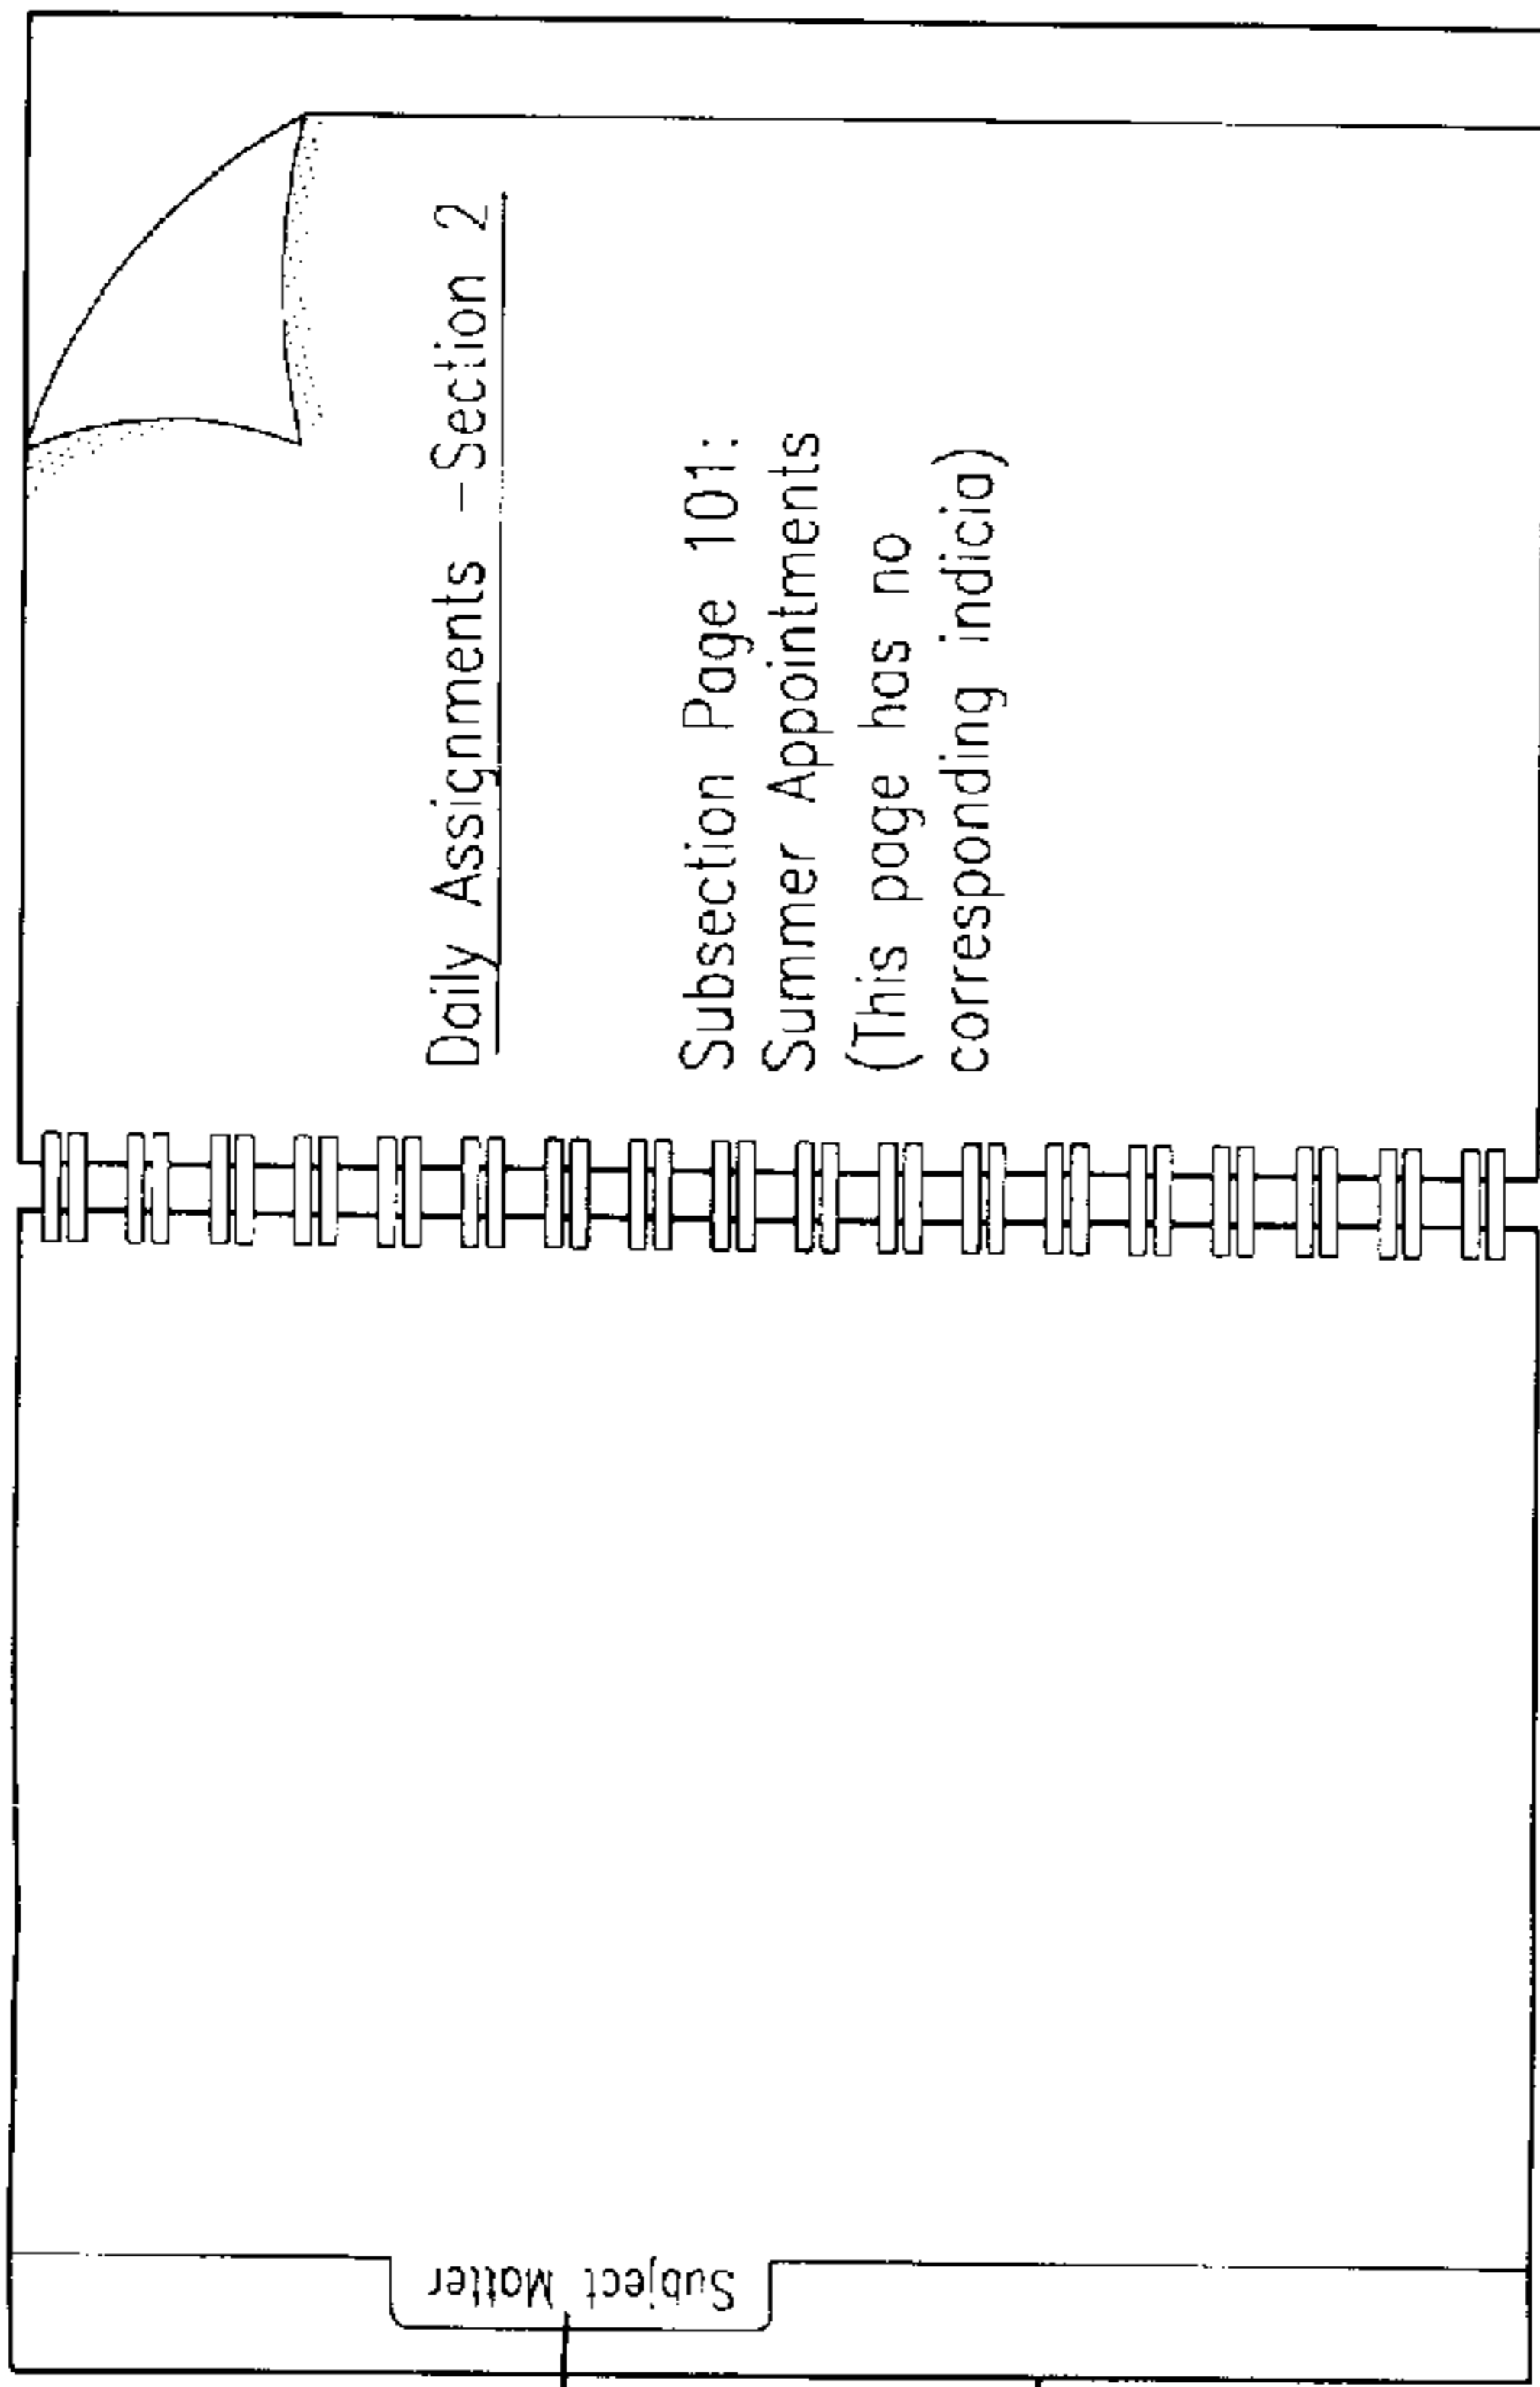 Daily Assignments -Section 2
Subsection Page 101:
Summer Appointments
(This page has no
corresponding indicia)
Subject Matter